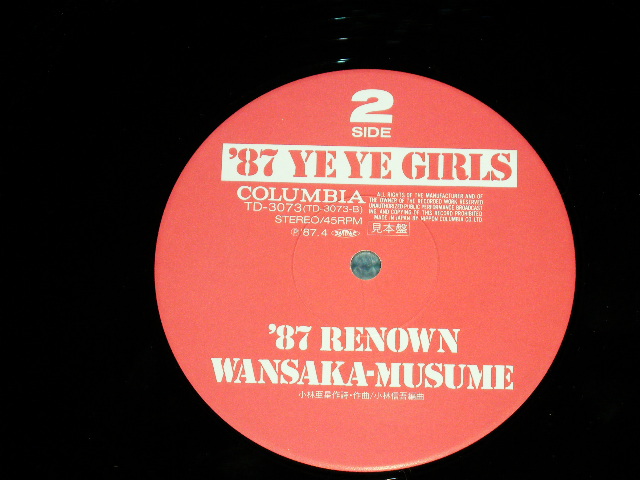 2
SIDE
'87 YE YE GIRLS
COLUMBIA
TD-3073(TD-3073-B)
STEREO/45RPM
Ⓟ'87.4
ALL RIGHTS OF THE MANUFACTURER AND OF
THE OWNER OF THE RECORDED WORK RESERVED
UNAUTHORIZED PUBLIC PERFORMANCE BROADCAST
ING AND COPYING OF THIS RECORD PROHIBITED
MADE IN JAPAN BY NIPPON COLUMBIA CO.LTD
見本盤
'87 RENOWN
WANSAKA-MUSUME
小林亜星作詩・作曲/小林信吾編曲